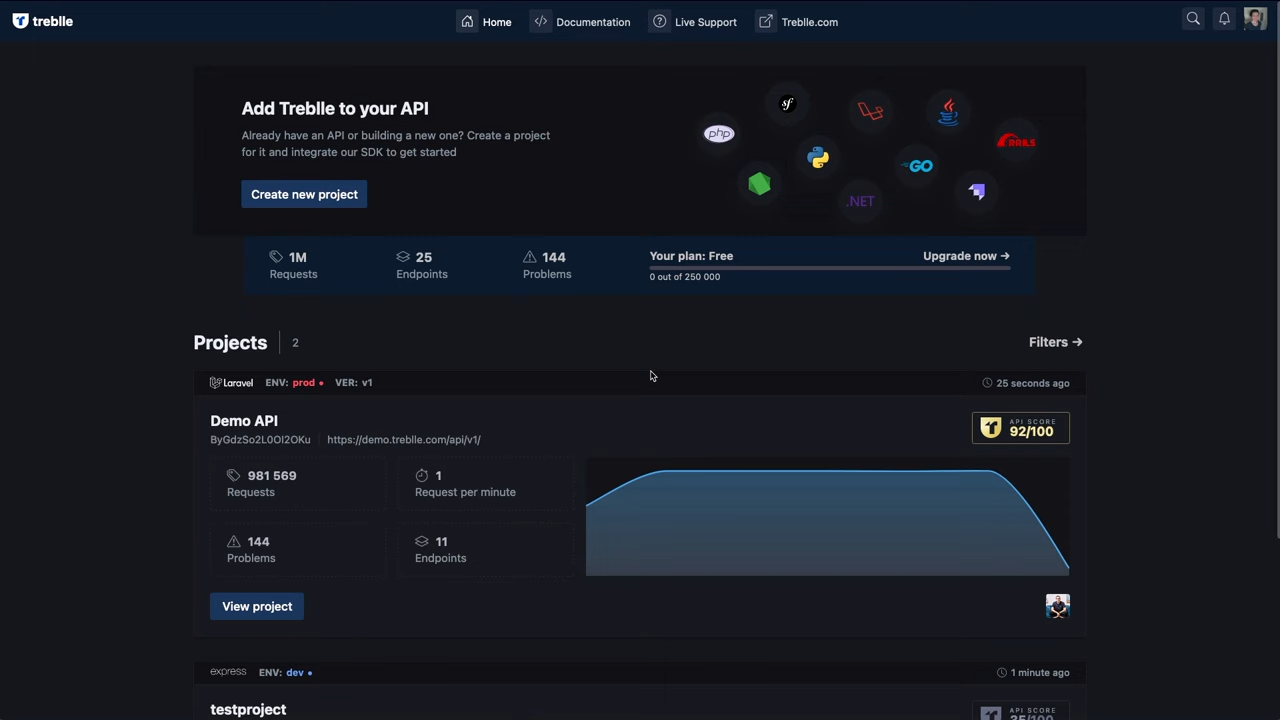 treblle
Home
Documentation
Live Support
Treblle.com
Add Treblle to your API
Already have an API or building a new one? Create a project
for it and integrate our SDK to get started
Create new project
php
sf
GO
RAILS
.NET
1M
Requests
25
Endpoints
144
Problems
Your plan: Free
Upgrade now →
0 out of 250 000
Projects
2
Filters →
Laravel
ENV: prod
VER: v1
25 seconds ago
Demo API
ByGdzSo2L0OI2OKu
https://demo.treblle.com/api/v1/
API SCORE
92/100
981 569
Requests
1
Request per minute
144
Problems
11
Endpoints
View project
express
ENV: dev
1 minute ago
testproject
API SCORE